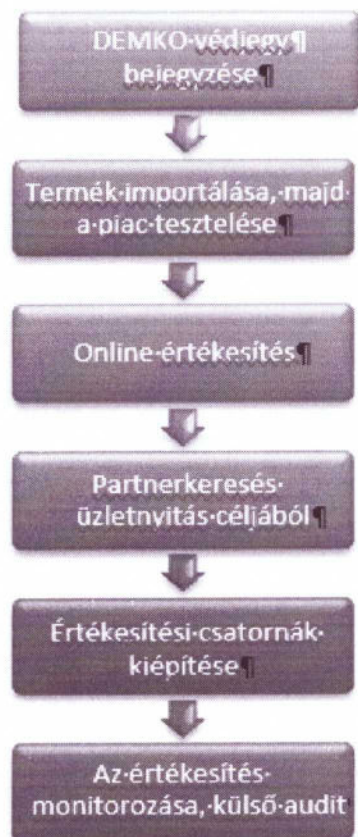 DEMKO védjegy
bejegyzése
Termék importálása, majd
a piac tesztelése
Online értékesítés
Partnerkeresés
üzletnyitás céljából
Értékesítési csatornák
kiépítése
Az értékesítés
monitorozása, külső audit